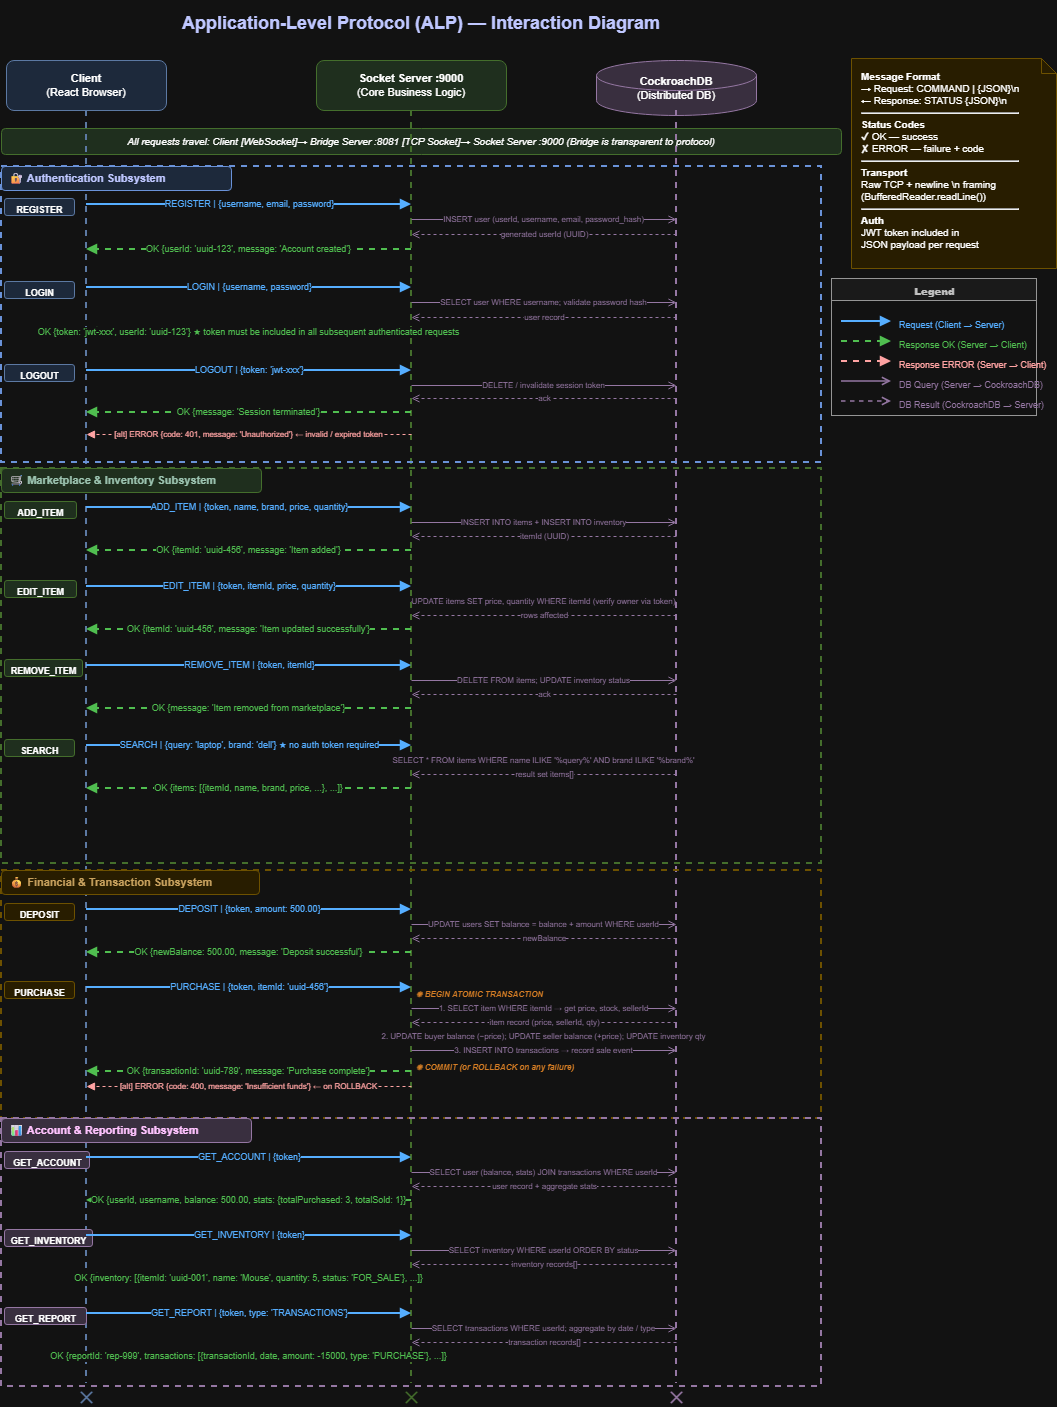 Application-Level Protocol (ALP) — Interaction Diagram
Client
(React Browser)
Socket Server :9000
(Core Business Logic)
CockroachDB
(Distributed DB)
Message Format
→ Request: COMMAND | {JSON}\n
← Response: STATUS {JSON}\n
Status Codes
✓ OK — success
✗ ERROR — failure + code
Transport
Raw TCP + newline \n framing
(BufferedReader.readLine())
Auth
JWT token included in
JSON payload per request
All requests travel: Client [WebSocket]→ Bridge Server :8081 [TCP Socket]→ Socket Server :9000 (Bridge is transparent to protocol)
Legend
Request (Client → Server)
Response OK (Server → Client)
Response ERROR (Server → Client)
DB Query (Server → CockroachDB)
DB Result (CockroachDB → Server)
🔐 Authentication Subsystem
REGISTER
REGISTER | {username, email, password}
INSERT user (userId, username, email, password_hash)
generated userId (UUID)
OK {userId: 'uuid-123', message: 'Account created'}
LOGIN
LOGIN | {username, password}
SELECT user WHERE username; validate password hash
user record
OK {token: 'jwt-xxx', userId: 'uuid-123'} ★ token must be included in all subsequent authenticated requests
LOGOUT
LOGOUT | {token: 'jwt-xxx'}
DELETE / invalidate session token
ack
OK {message: 'Session terminated'}
[alt] ERROR {code: 401, message: 'Unauthorized'} ← invalid / expired token
🛒 Marketplace & Inventory Subsystem
ADD_ITEM
ADD_ITEM | {token, name, brand, price, quantity}
INSERT INTO items + INSERT INTO inventory
itemId (UUID)
OK {itemId: 'uuid-456', message: 'Item added'}
EDIT_ITEM
EDIT_ITEM | {token, itemId, price, quantity}
UPDATE items SET price, quantity WHERE itemId (verify owner via token)
rows affected
OK {itemId: 'uuid-456', message: 'Item updated successfully'}
REMOVE_ITEM
REMOVE_ITEM | {token, itemId}
DELETE FROM items; UPDATE inventory status
ack
OK {message: 'Item removed from marketplace'}
SEARCH
SEARCH | {query: 'laptop', brand: 'dell'} ★ no auth token required
SELECT * FROM items WHERE name ILIKE '%query%' AND brand ILIKE '%brand%'
result set items[]
OK {items: [{itemId, name, brand, price, ...}, ...]}
💰 Financial & Transaction Subsystem
DEPOSIT
DEPOSIT | {token, amount: 500.00}
UPDATE users SET balance = balance + amount WHERE userId
newBalance
OK {newBalance: 500.00, message: 'Deposit successful'}
PURCHASE
PURCHASE | {token, itemId: 'uuid-456'}
◉ BEGIN ATOMIC TRANSACTION
1. SELECT item WHERE itemId → get price, stock, sellerId
item record (price, sellerId, qty)
2. UPDATE buyer balance (−price); UPDATE seller balance (+price); UPDATE inventory qty
3. INSERT INTO transactions → record sale event
◉ COMMIT (or ROLLBACK on any failure)
OK {transactionId: 'uuid-789', message: 'Purchase complete'}
[alt] ERROR {code: 400, message: 'Insufficient funds'} ← on ROLLBACK
📊 Account & Reporting Subsystem
GET_ACCOUNT
GET_ACCOUNT | {token}
SELECT user (balance, stats) JOIN transactions WHERE userId
user record + aggregate stats
OK {userId, username, balance: 500.00, stats: {totalPurchased: 3, totalSold: 1}}
GET_INVENTORY
GET_INVENTORY | {token}
SELECT inventory WHERE userId ORDER BY status
inventory records[]
OK {inventory: [{itemId: 'uuid-001', name: 'Mouse', quantity: 5, status: 'FOR_SALE'}, ...]}
GET_REPORT
GET_REPORT | {token, type: 'TRANSACTIONS'}
SELECT transactions WHERE userId; aggregate by date / type
transaction records[]
OK {reportId: 'rep-999', transactions: [{transactionId, date, amount: -15000, type: 'PURCHASE'}, ...]}